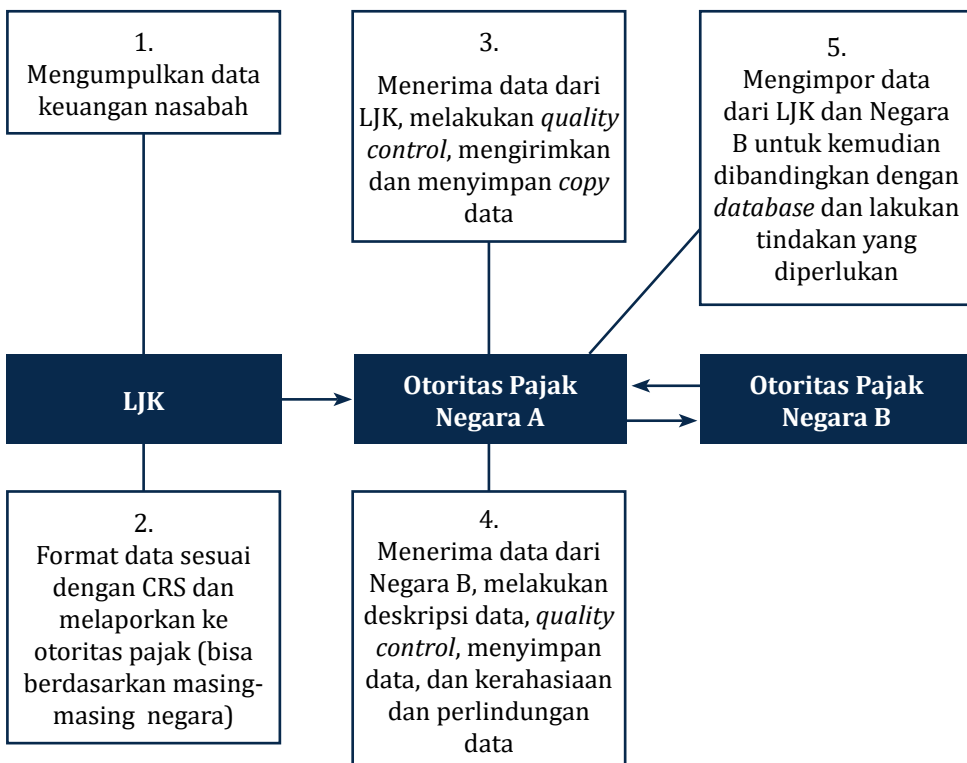 1.
Mengumpulkan data
keuangan nasabah
3.
Menerima data dari
LJK, melakukan quality
control, mengirimkan
dan menyimpan copy
data
5.
Mengimpor data
dari LJK dan Negara
B untuk kemudian
dibandingkan dengan
database dan lakukan
tindakan yang
diperlukan
LJK
Otoritas Pajak
Negara A
Otoritas Pajak
Negara B
2.
Format data sesuai
dengan CRS dan
melaporkan ke
otoritas pajak (bisa
berdasarkan masing-
masing negara)
4.
Menerima data dari
Negara B, melakukan
deskripsi data, quality
control, menyimpan
data, dan kerahasiaan
dan perlindungan
data